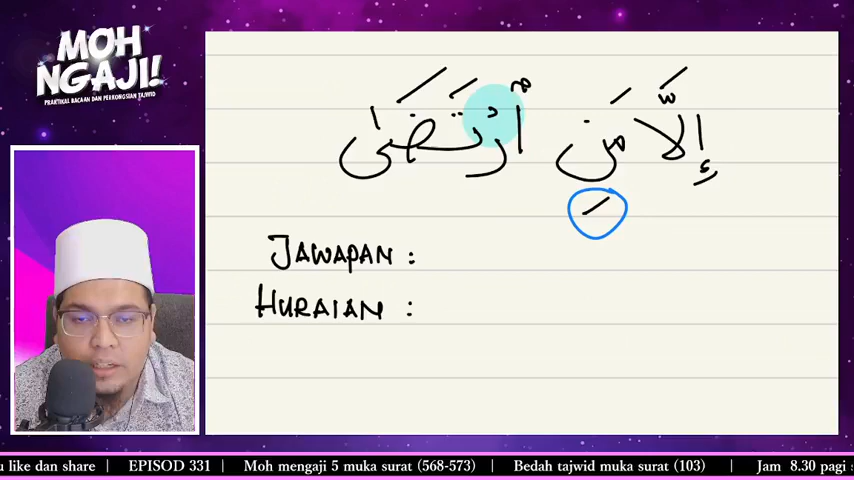 MOH
NGAJI!
PRAKTIKAL BACAAN DAN PERKONGSIAN TAJWID
إِلَّا مَنِ ٱرْتَضَىٰ
JAWAPAN :
HURAIAN :
u like dan share | EPISOD 331 | Moh mengaji 5 muka surat (568-573) | Bedah tajwid muka surat (103) | Jam 8.30 pagi s